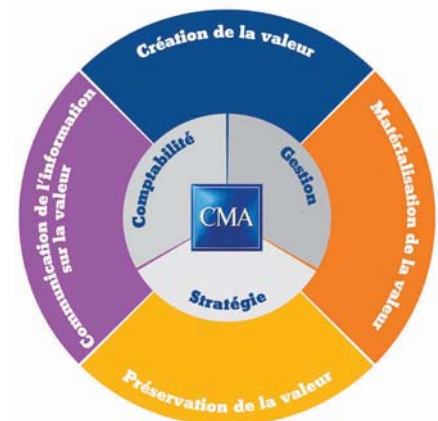 Création de la valeur
Matérialisation de la valeur
Préservation de la valeur
Communication de l'information
sur la valeur
Comptabilité
Gestion
Stratégie
CMA